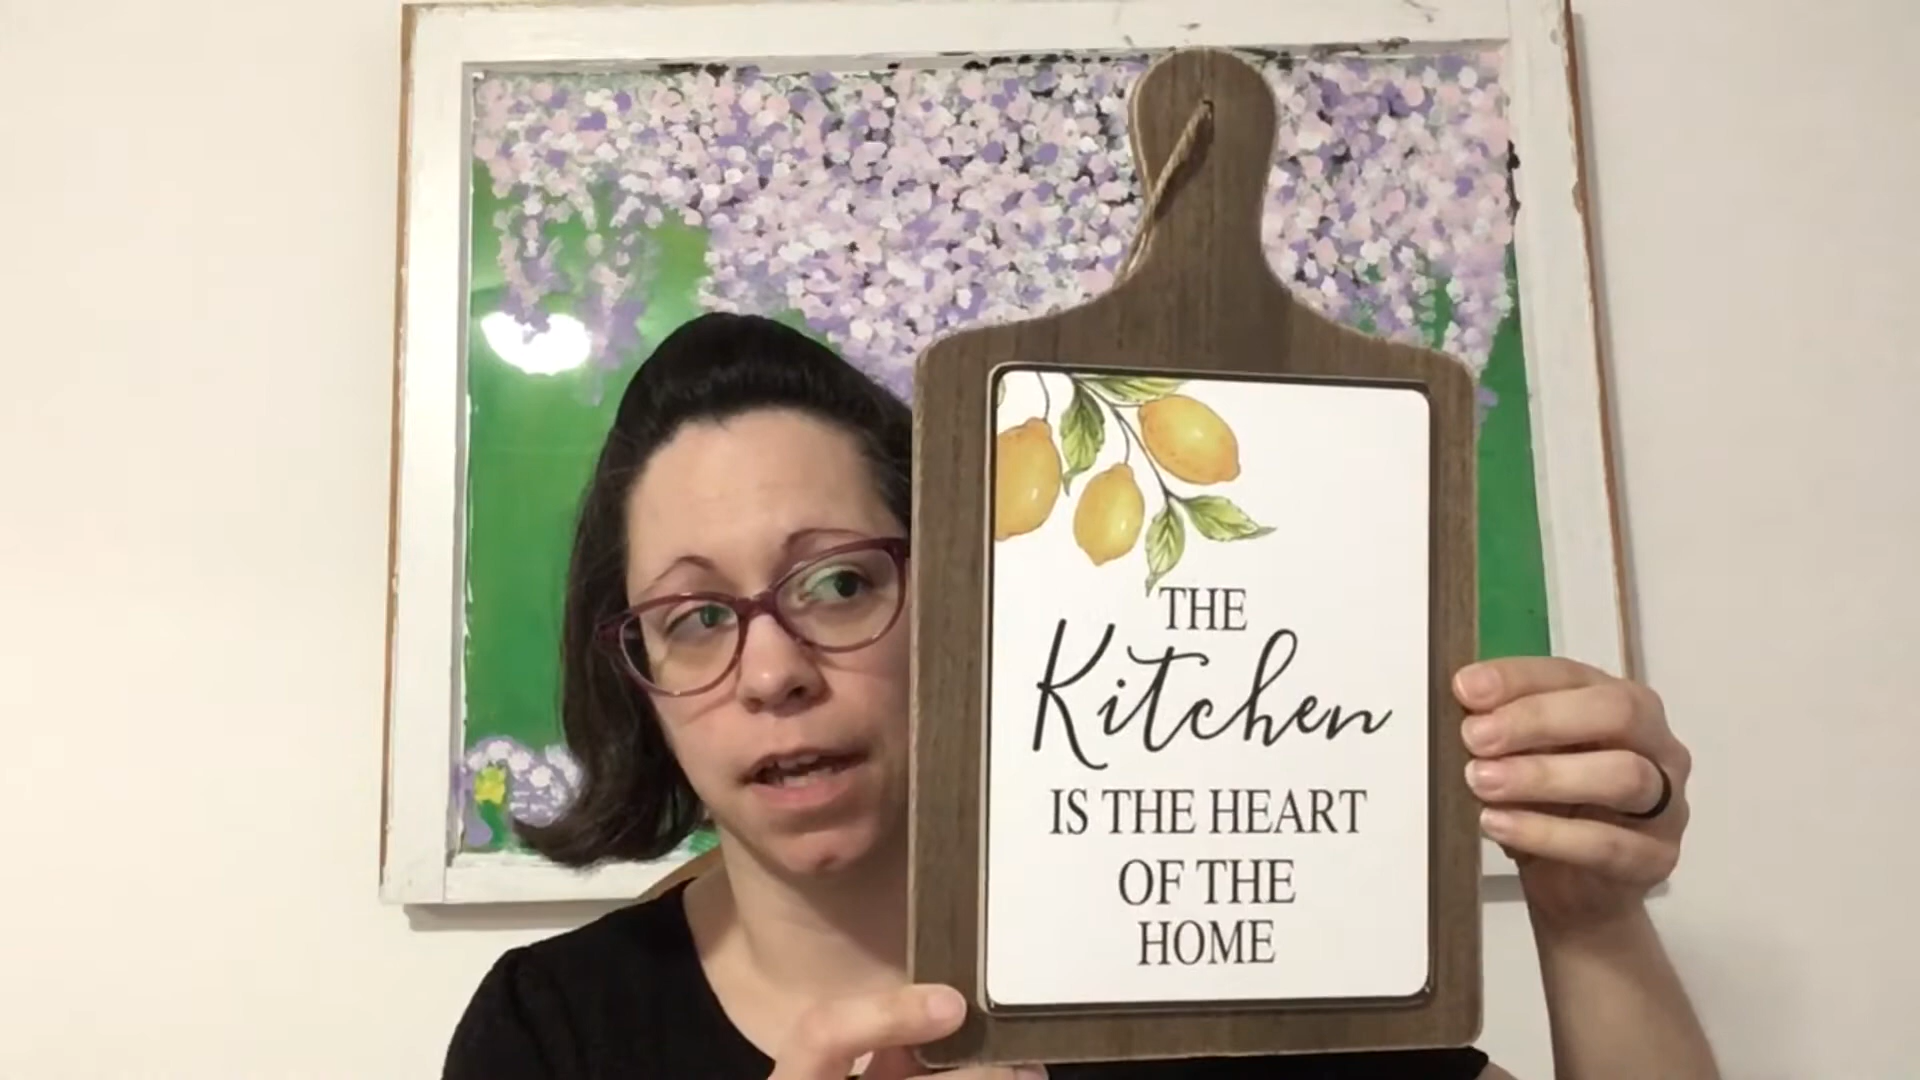 THE
Kitchen
IS THE HEART
OF THE
HOME